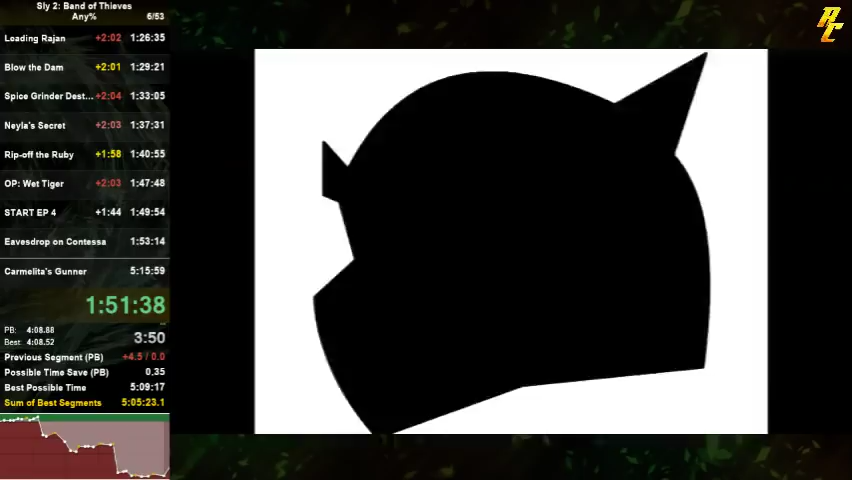 Sly 2: Band of Thieves
Any% 6/53
Leading Rajan +2:02 1:26:35
Blow the Dam +2:01 1:29:21
Spice Grinder Dest... +2:04 1:33:05
Neyla's Secret +2:03 1:37:31
Rip-off the Ruby +1:58 1:40:55
OP: Wet Tiger +2:03 1:47:48
START EP 4 +1:44 1:49:54
Eavesdrop on Contessa 1:53:14
Carmelita's Gunner 5:15:59
1:51:38
PB: 4:08.88
Best: 4:08.52
3:50
Previous Segment (PB) +4.5 / 0.0
Possible Time Save (PB) 0.35
Best Possible Time 5:09:17
Sum of Best Segments 5:05:23.1